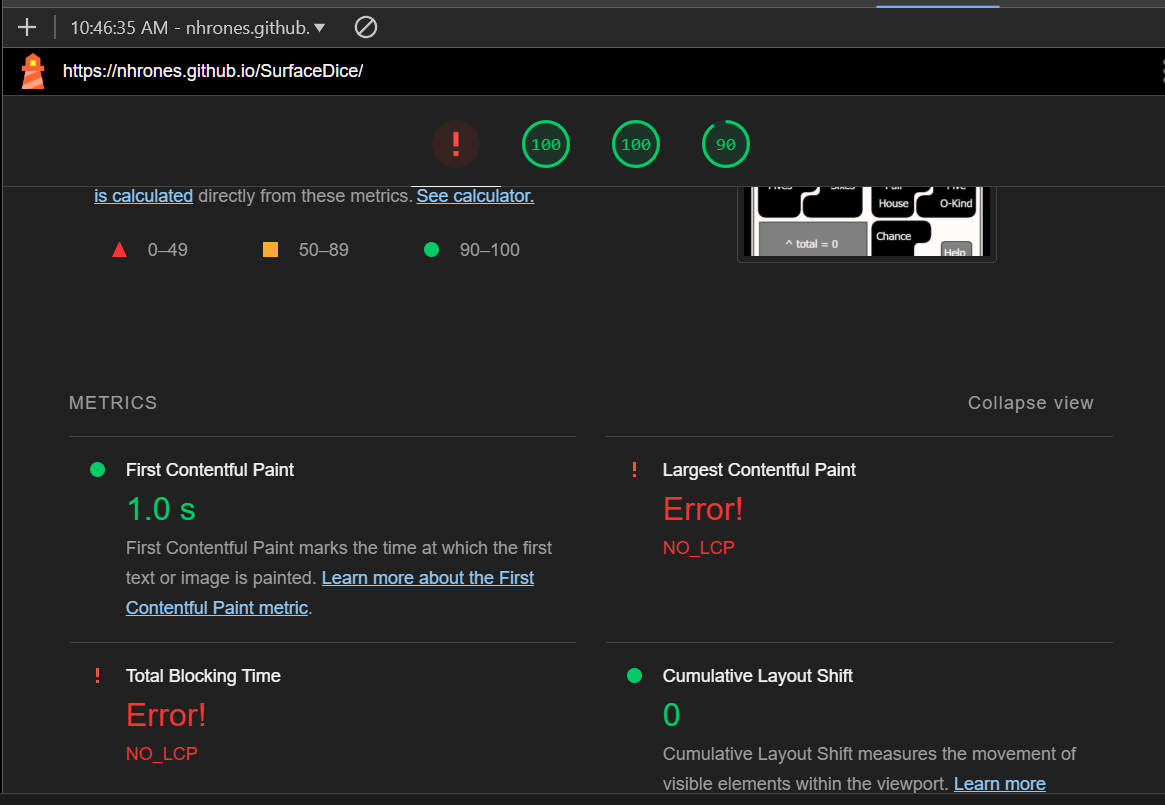 10:46:35 AM - nhrones.github.
https://nhrones.github.io/SurfaceDice/
! 100 100 90
is calculated directly from these metrics. See calculator.
0–49 50–89 90–100
House O-Kind
Chance
^ total = 0
Help
METRICS
Collapse view
First Contentful Paint
1.0 s
First Contentful Paint marks the time at which the first
text or image is painted. Learn more about the First
Contentful Paint metric.
! Largest Contentful Paint
Error!
NO_LCP
! Total Blocking Time
Error!
NO_LCP
Cumulative Layout Shift
0
Cumulative Layout Shift measures the movement of
visible elements within the viewport. Learn more